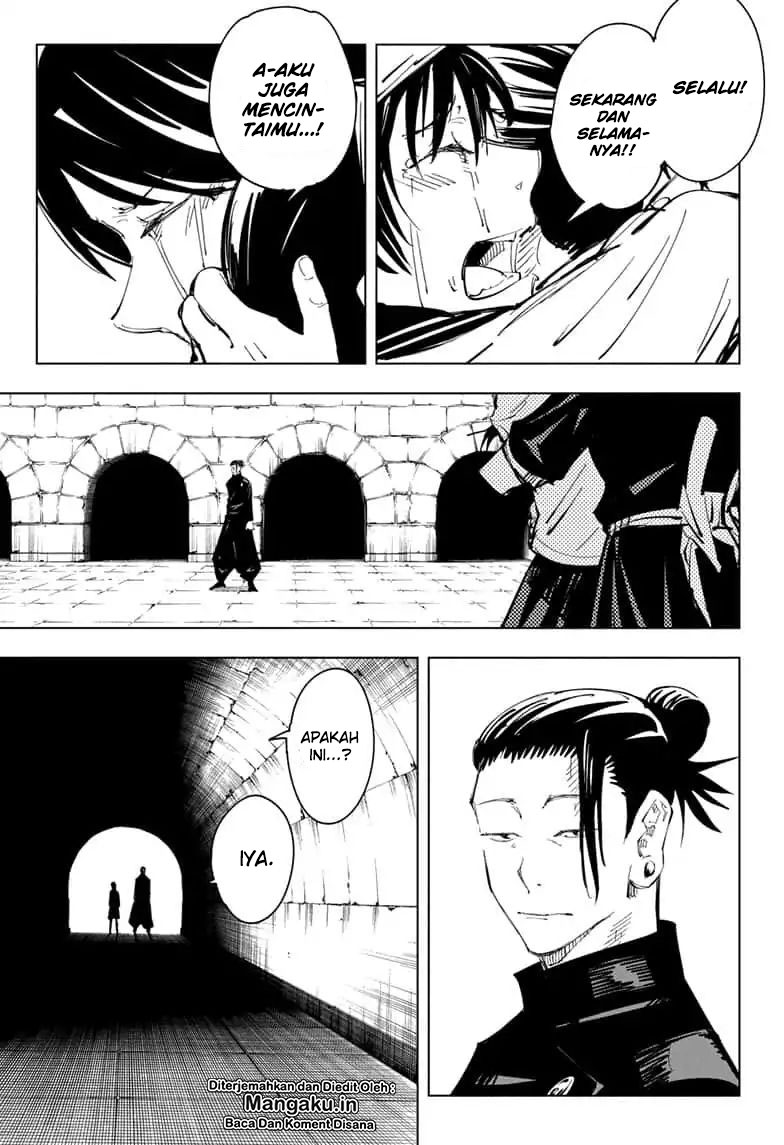 SELALU!
SEKARANG
DAN
SELAMA-
NYA!!
A-AKU
JUGA
MENCIN-
TAIMU...!
APAKAH
INI...?
IYA.
Diterjemahkan dan Diedit Oleh:
Mangaku.in
Baca Dan Koment Disana